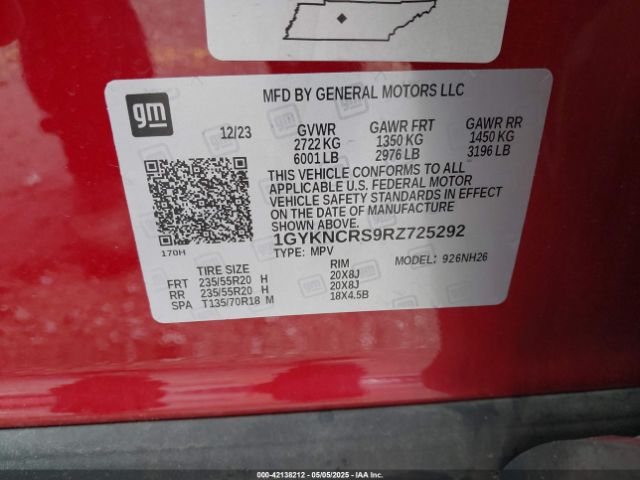 MFD BY GENERAL MOTORS LLC
gm
12/23 GVWR GAWR FRT GAWR RR
2722 KG 1350 KG 1450 KG
6001 LB 2976 LB 3196 LB
THIS VEHICLE CONFORMS TO ALL
APPLICABLE U.S. FEDERAL MOTOR
VEHICLE SAFETY STANDARDS IN EFFECT
ON THE DATE OF MANUFACTURE
SHOWN ABOVE.
1GYKNCRS9RZ725292
170H
TYPE: MPV MODEL: 926NH26
TIRE SIZE RIM
FRT 235/55R20 H 20X8J
RR 235/55R20 H 20X8J
SPA T135/70R18 M 18X4.5B
000-42138212 - 05/05/2025 - IAA Inc.